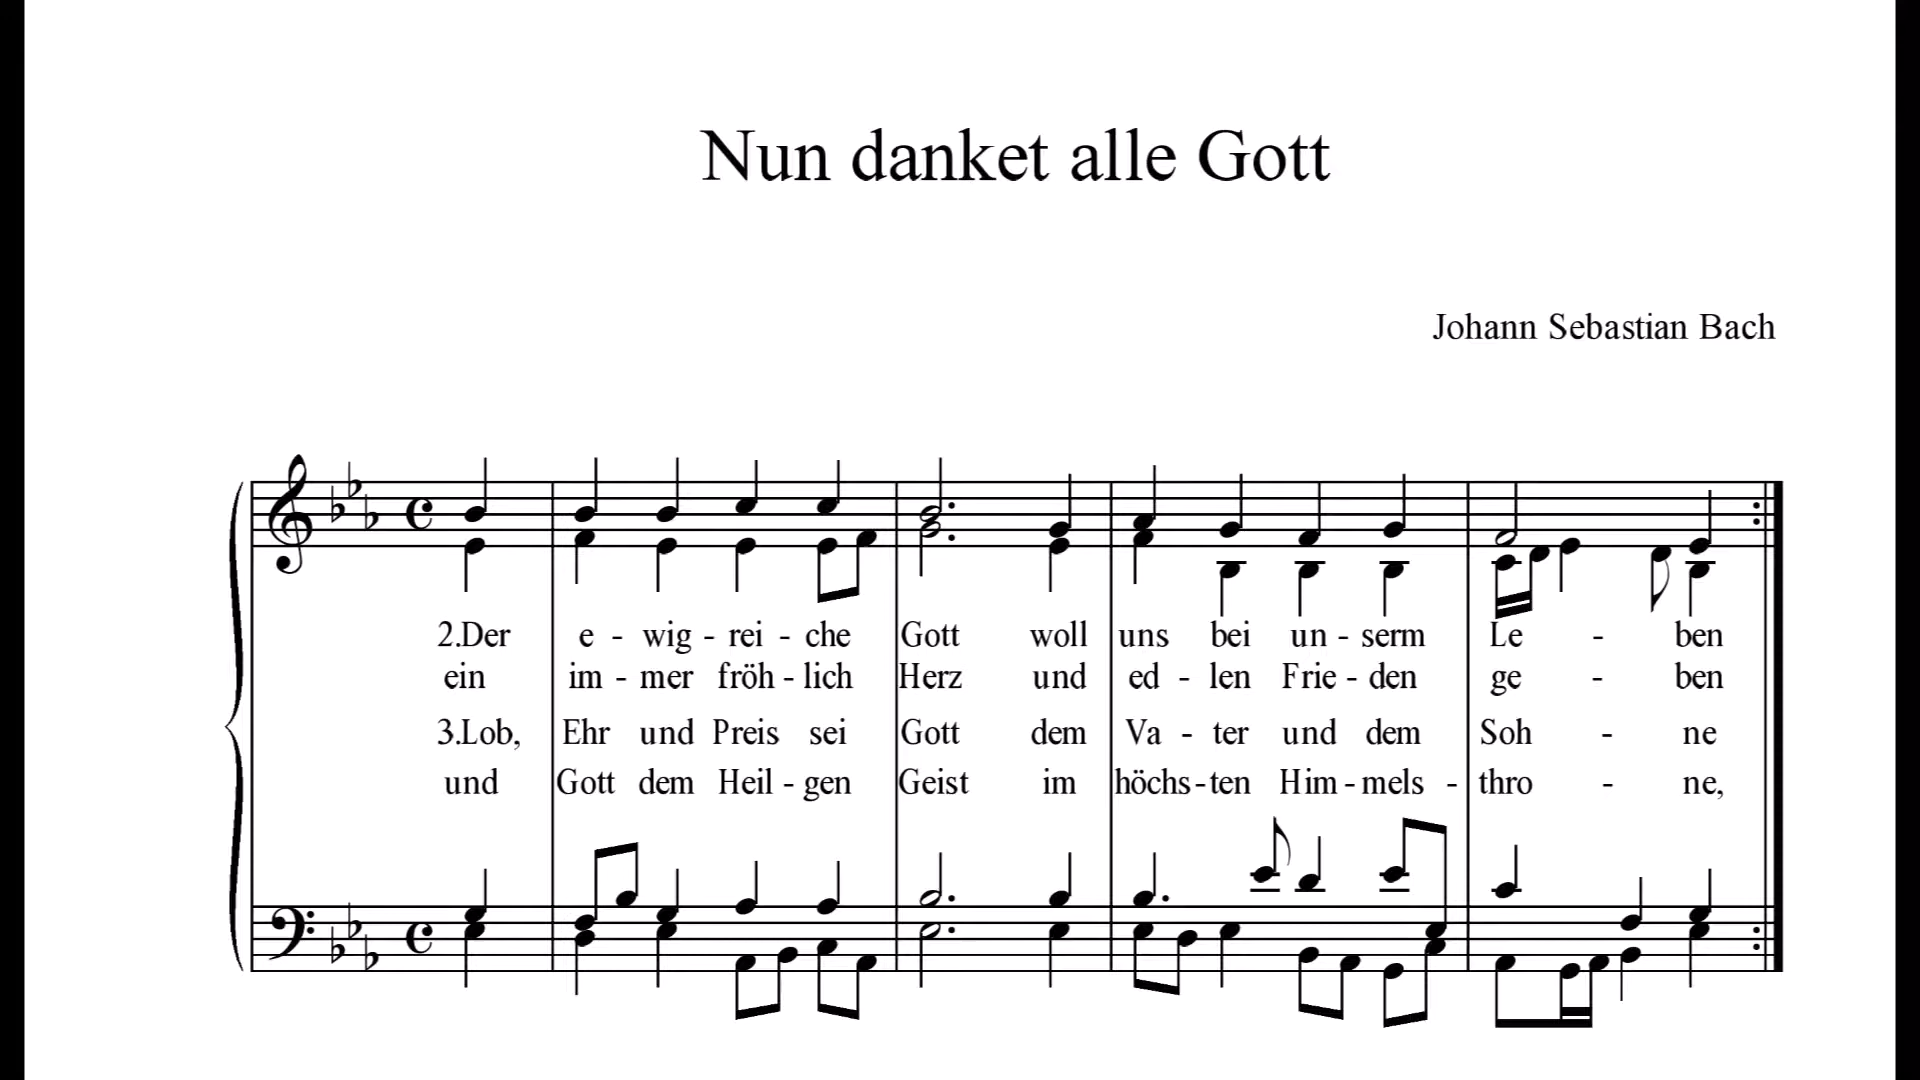 Nun danket alle Gott
Johann Sebastian Bach
2.Der e - wig - rei - che Gott woll uns bei un - serm Le - ben
ein im - mer fröh - lich Herz und ed - len Frie - den ge - ben
3.Lob, Ehr und Preis sei Gott dem Va - ter und dem Soh - ne
und Gott dem Heil - gen Geist im höchs - ten Him - mels - thro - ne,